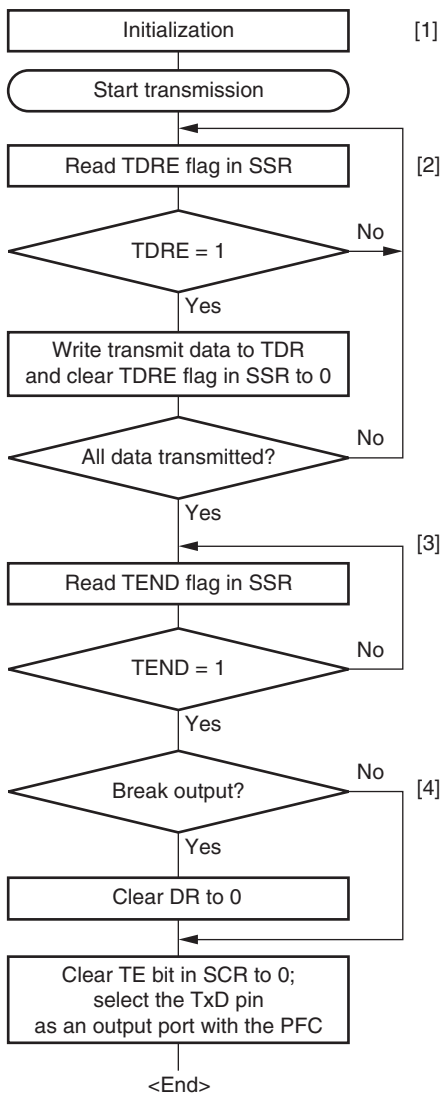 Initialization
[1]
Start transmission
Read TDRE flag in SSR
[2]
TDRE = 1
No
Yes
Write transmit data to TDR
and clear TDRE flag in SSR to 0
All data transmitted?
No
Yes
[3]
Read TEND flag in SSR
TEND = 1
No
Yes
Break output?
No
[4]
Yes
Clear DR to 0
Clear TE bit in SCR to 0;
select the TxD pin
as an output port with the PFC
<End>